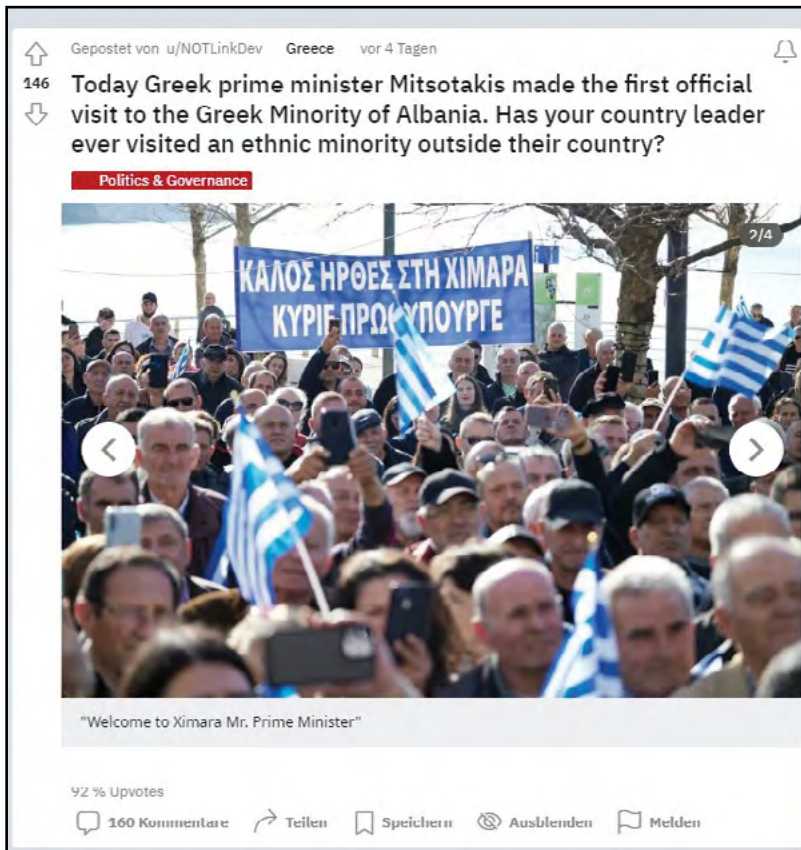 Gepostet von u/NOTLinkDev Greece vor 4 Tagen
146
Today Greek prime minister Mitsotakis made the first official
visit to the Greek Minority of Albania. Has your country leader
ever visited an ethnic minority outside their country?
Politics & Governance
2/4
ΚΑΛΟΣ ΗΡΘΕΣ ΣΤΗ ΧΙΜΑΡΑ
ΚΥΡΙΕ ΠΡΩΘΥΠΟΥΡΓΕ
"Welcome to Ximara Mr. Prime Minister"
92 % Upvotes
160 Kommentare Teilen Speichern Ausblenden Melden